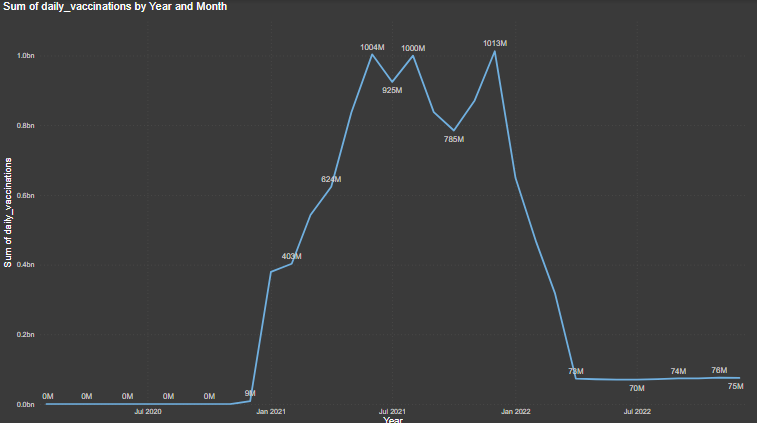 Sum of daily_vaccinations by Year and Month
1004M
1000M
1013M
1.0bn
925M
0.8bn
785M
624M
0.6bn
403M
0.4bn
0.2bn
0M
0M
0M
0M
0M
9M
73M
70M
74M
76M
75M
0.0bn
Jul 2020
Jan 2021
Jul 2021
Jan 2022
Jul 2022
Year
Sum of daily_vaccinations